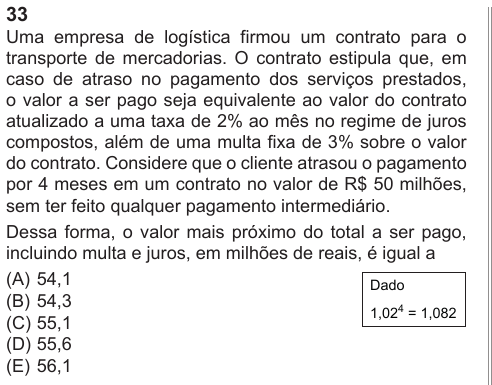 33
Uma empresa de logística firmou um contrato para o
transporte de mercadorias. O contrato estipula que, em
caso de atraso no pagamento dos serviços prestados,
o valor a ser pago seja equivalente ao valor do contrato
atualizado a uma taxa de 2% ao mês no regime de juros
compostos, além de uma multa fixa de 3% sobre o valor
do contrato. Considere que o cliente atrasou o pagamento
por 4 meses em um contrato no valor de R$ 50 milhões,
sem ter feito qualquer pagamento intermediário.
Dessa forma, o valor mais próximo do total a ser pago,
incluindo multa e juros, em milhões de reais, é igual a
(A) 54,1
(B) 54,3
(C) 55,1
(D) 55,6
(E) 56,1
Dado
1,02⁴ = 1,082